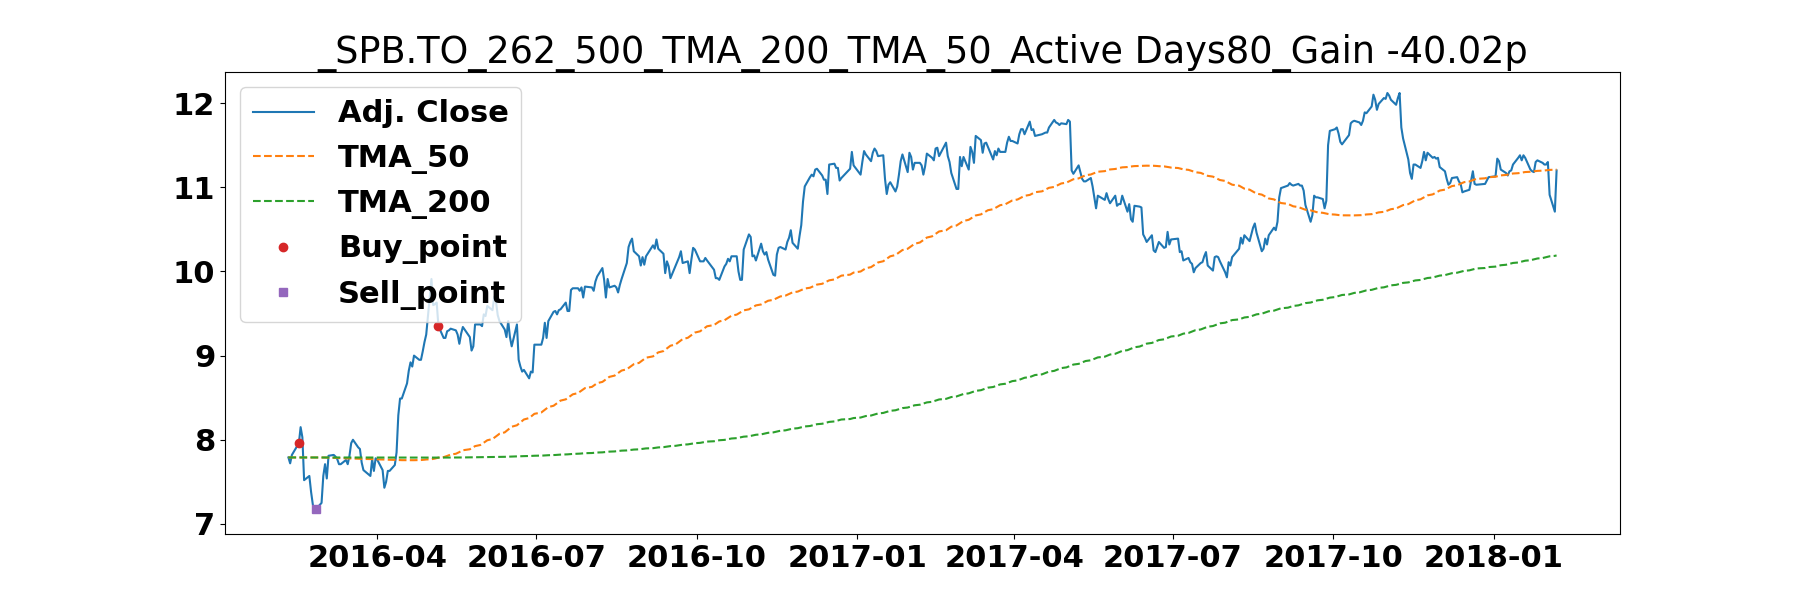 _SPB.TO_262_500_TMA_200_TMA_50_Active Days80_Gain -40.02p
12
11
10
9
8
7
Adj. Close
TMA_50
TMA_200
Buy_point
Sell_point
2016-04 2016-07 2016-10 2017-01 2017-04 2017-07 2017-10 2018-01